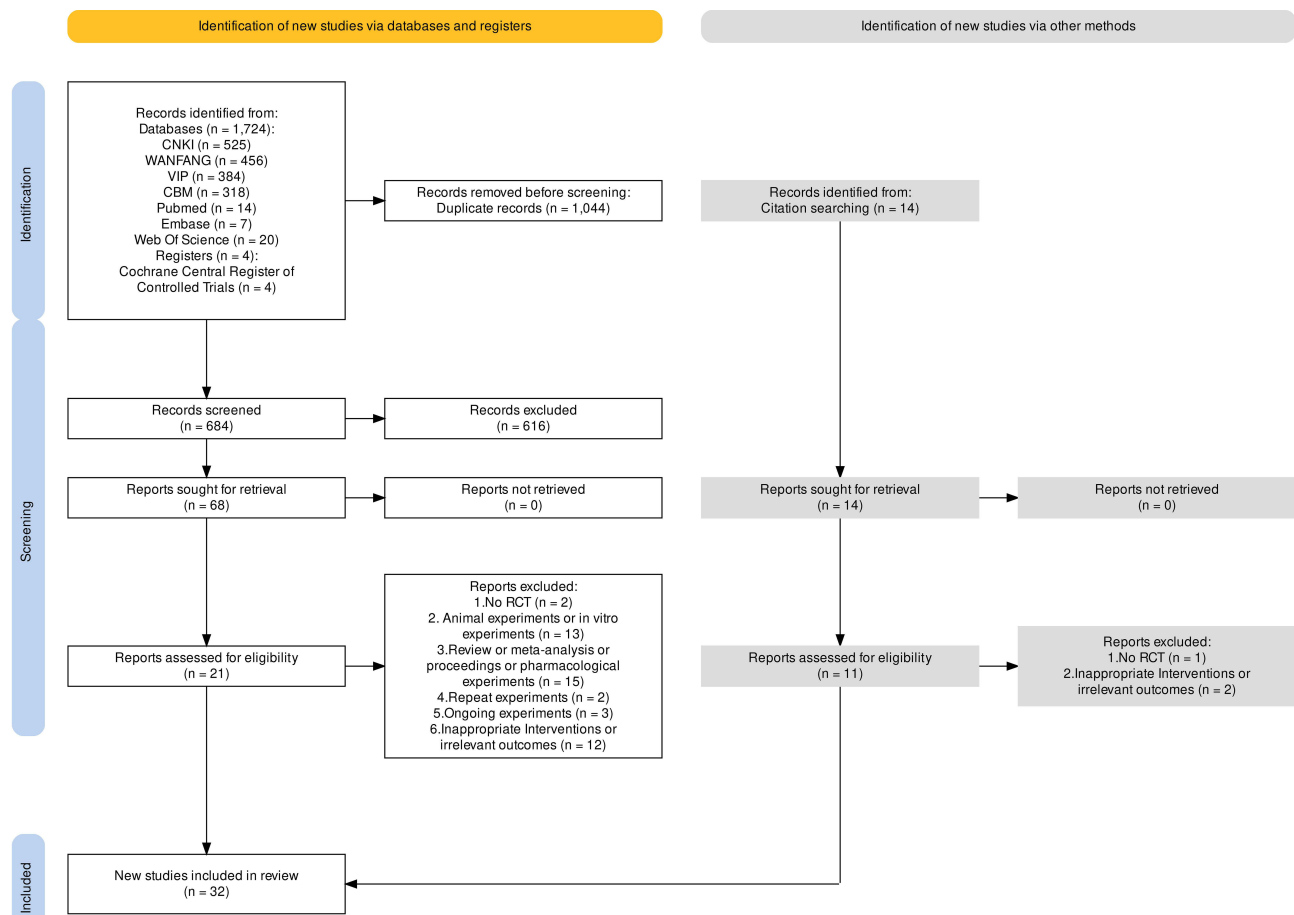 Identification of new studies via databases and registers
Identification of new studies via other methods
Identification
Records identified from:
Databases (n = 1,724):
CNKI (n = 525)
WANFANG (n = 456)
VIP (n = 384)
CBM (n = 318)
Pubmed (n = 14)
Embase (n = 7)
Web Of Science (n = 20)
Registers (n = 4):
Cochrane Central Register of
Controlled Trials (n = 4)
Records removed before screening:
Duplicate records (n = 1,044)
Records identified from:
Citation searching (n = 14)
Screening
Records screened
(n = 684)
Records excluded
(n = 616)
Reports sought for retrieval
(n = 68)
Reports not retrieved
(n = 0)
Reports sought for retrieval
(n = 14)
Reports not retrieved
(n = 0)
Reports assessed for eligibility
(n = 21)
Reports excluded:
1.No RCT (n = 2)
2. Animal experiments or in vitro
experiments (n = 13)
3.Review or meta-analysis or
proceedings or pharmacological
experiments (n = 15)
4.Repeat experiments (n = 2)
5.Ongoing experiments (n = 3)
6.Inappropriate Interventions or
irrelevant outcomes (n = 12)
Reports assessed for eligibility
(n = 11)
Reports excluded:
1.No RCT (n = 1)
2.Inappropriate Interventions or
irrelevant outcomes (n = 2)
Included
New studies included in review
(n = 32)